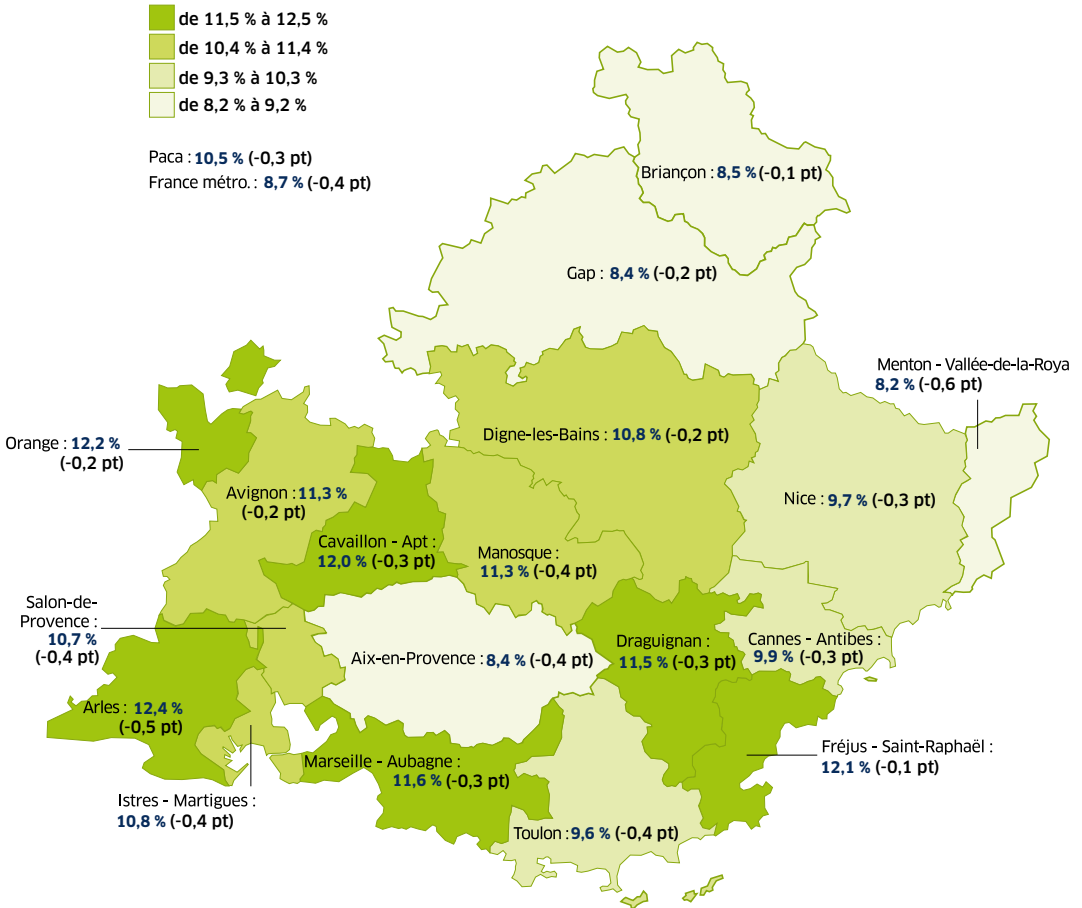 de 11,5 % à 12,5 %
de 10,4 % à 11,4 %
de 9,3 % à 10,3 %
de 8,2 % à 9,2 %
Paca : 10,5 % (-0,3 pt)
France métro. : 8,7 % (-0,4 pt)
Briançon : 8,5 % (-0,1 pt)
Gap : 8,4 % (-0,2 pt)
Menton - Vallée-de-la-Roya
8,2 % (-0,6 pt)
Digne-les-Bains : 10,8 % (-0,2 pt)
Orange : 12,2 %
(-0,2 pt)
Avignon : 11,3 %
(-0,2 pt)
Nice : 9,7 % (-0,3 pt)
Cavaillon - Apt :
12,0 % (-0,3 pt)
Manosque :
11,3 % (-0,4 pt)
Salon-de-
Provence :
10,7 %
(-0,4 pt)
Aix-en-Provence : 8,4 % (-0,4 pt)
Draguignan :
11,5 % (-0,3 pt)
Cannes - Antibes :
9,9 % (-0,3 pt)
Arles : 12,4 %
(-0,5 pt)
Marseille - Aubagne :
11,6 % (-0,3 pt)
Fréjus - Saint-Raphaël :
12,1 % (-0,1 pt)
Istres - Martigues :
10,8 % (-0,4 pt)
Toulon : 9,6 % (-0,4 pt)